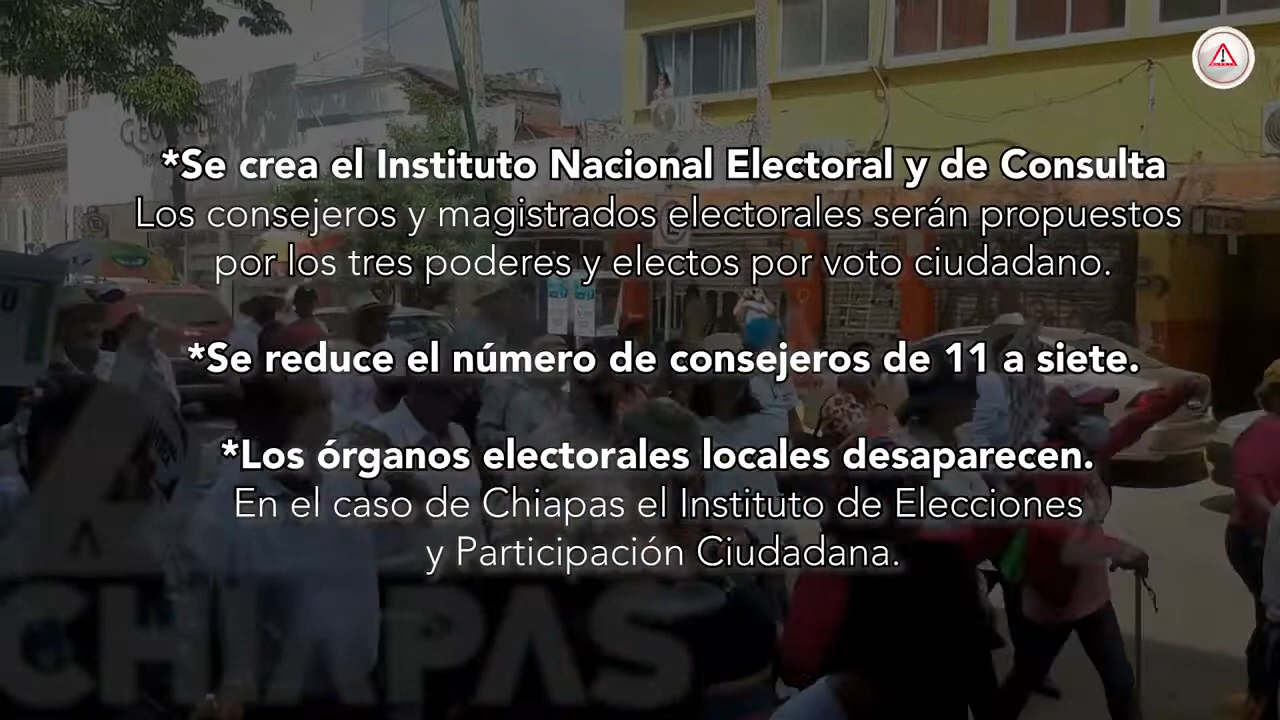 *Se crea el Instituto Nacional Electoral y de Consulta
Los consejeros y magistrados electorales serán propuestos
por los tres poderes y electos por voto ciudadano.
*Se reduce el número de consejeros de 11 a siete.
*Los órganos electorales locales desaparecen.
En el caso de Chiapas el Instituto de Elecciones
y Participación Ciudadana.
CHIAPAS